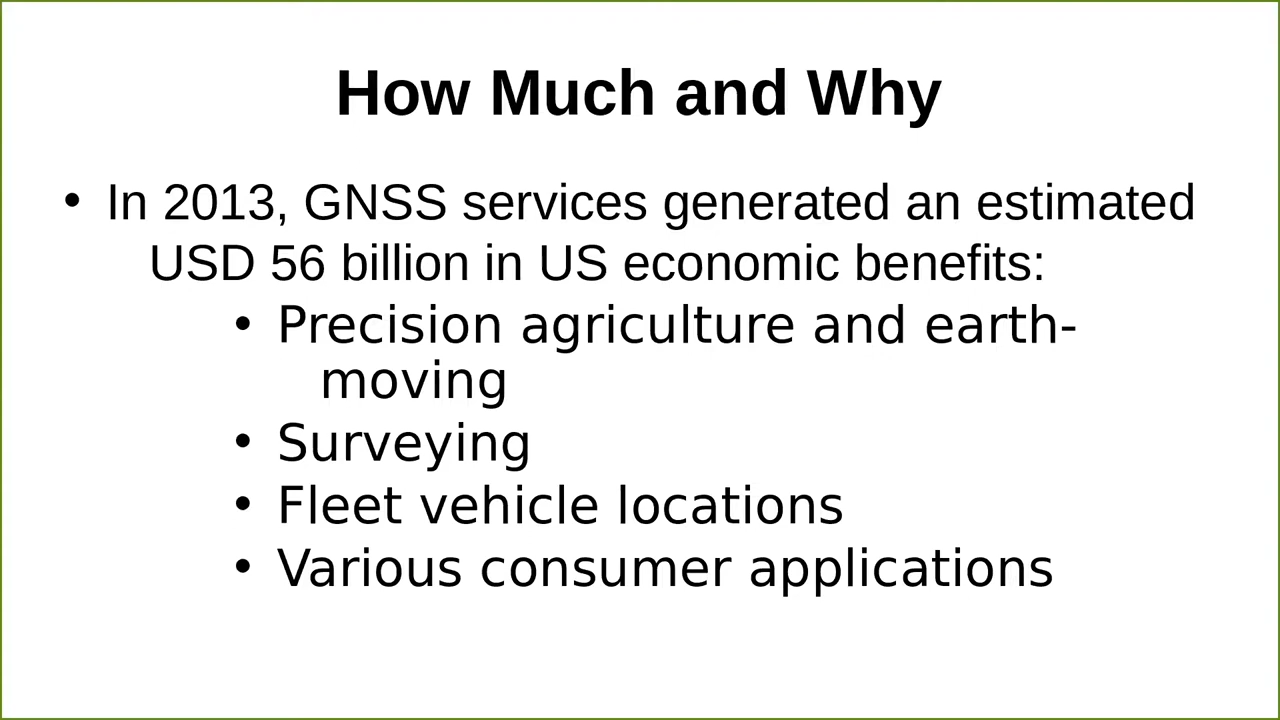 How Much and Why
• In 2013, GNSS services generated an estimated
USD 56 billion in US economic benefits:
• Precision agriculture and earth-
moving
• Surveying
• Fleet vehicle locations
• Various consumer applications